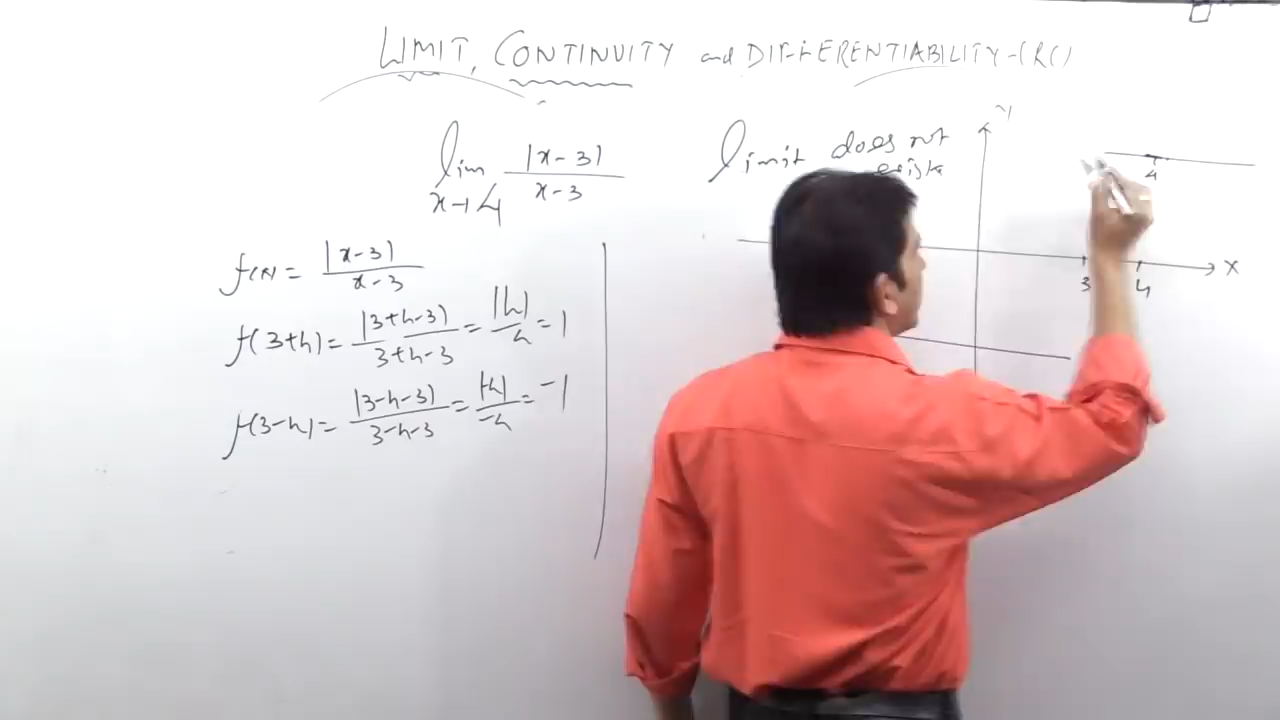 LIMIT, CONTINUITY and DIFFERENTIABILITY-(RC)
lim x→4 |x-3| / x-3
limit does not
exists
f(x) = |x-3| / x-3
f(3+h) = |3+h-3| / 3+h-3 = |h| / h = 1
f(3-h) = |3-h-3| / 3-h-3 = |-h| / -h = -1
Y
4
X
3 4